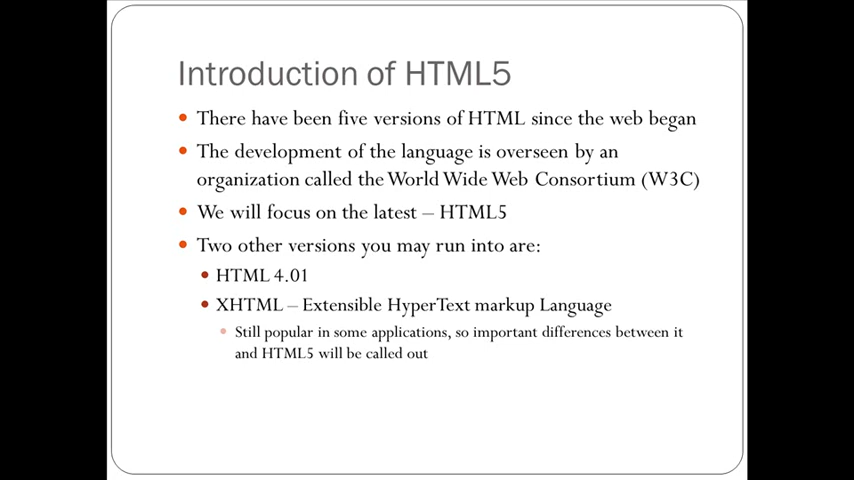 Introduction of HTML5
• There have been five versions of HTML since the web began
• The development of the language is overseen by an
organization called the World Wide Web Consortium (W3C)
• We will focus on the latest – HTML5
• Two other versions you may run into are:
• HTML 4.01
• XHTML – Extensible HyperText markup Language
• Still popular in some applications, so important differences between it
and HTML5 will be called out